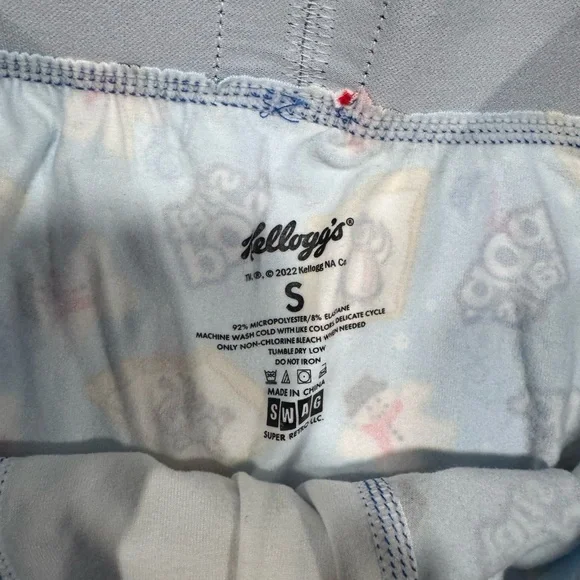 Kellogg's®
TM, ®, © 2022 Kellogg NA Co
S
92% MICROPOLYESTER/8% ELASTANE
MACHINE WASH COLD WITH LIKE COLORS DELICATE CYCLE
ONLY NON-CHLORINE BLEACH WHEN NEEDED
TUMBLE DRY LOW
DO NOT IRON
MADE IN CHINA
SWAG
SUPER RETRO LLC.